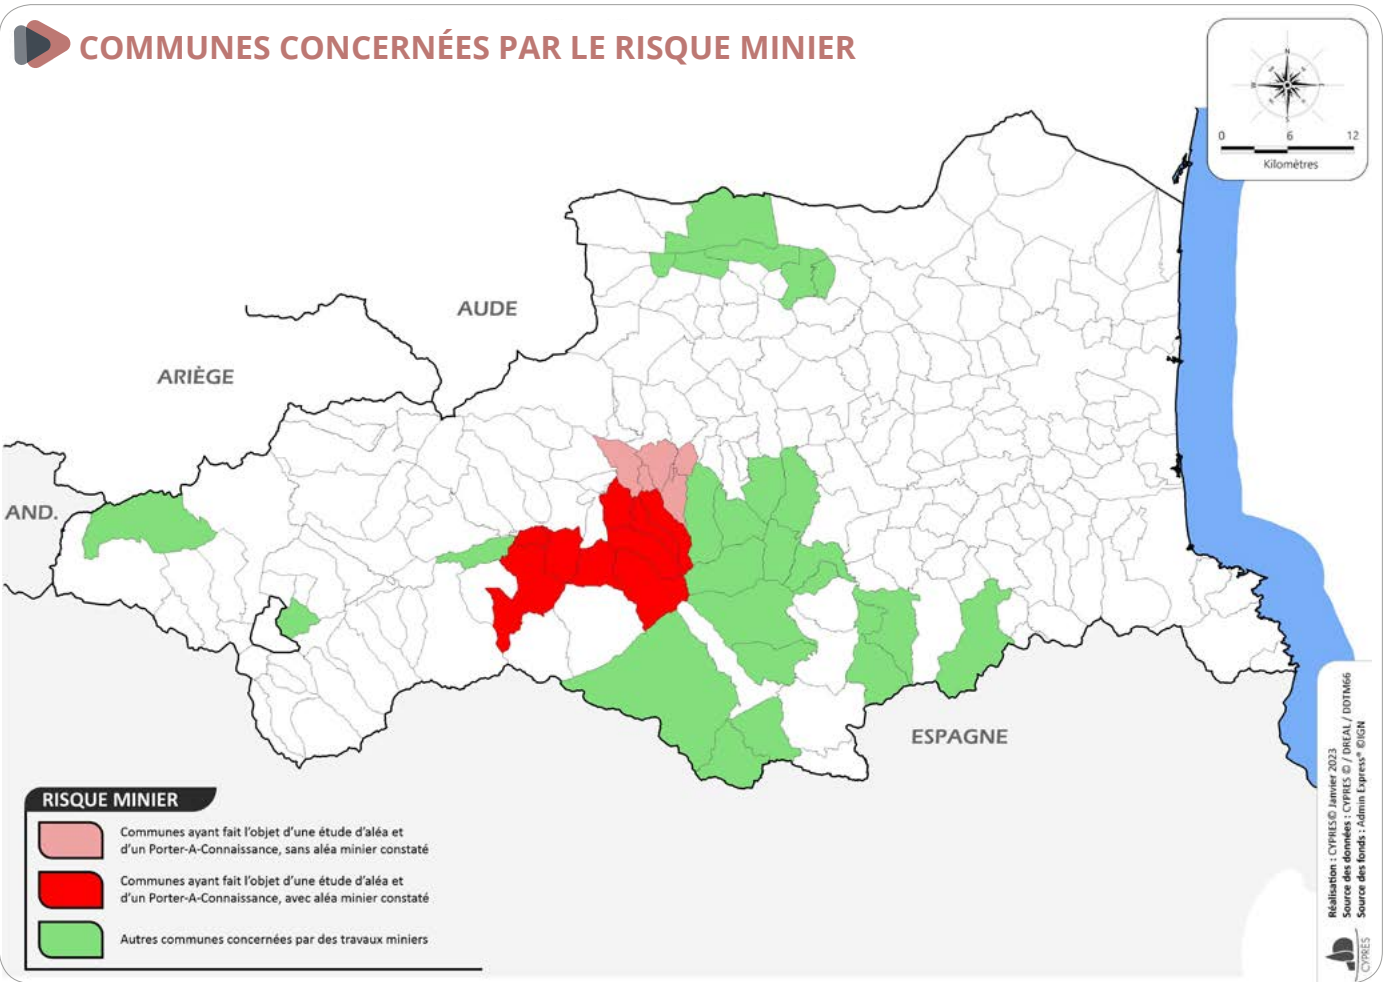 COMMUNES CONCERNÉES PAR LE RISQUE MINIER
N
S
0 6 12
Kilomètres
AUDE
ARIÈGE
AND.
ESPAGNE
RISQUE MINIER
Communes ayant fait l'objet d'une étude d'aléa et
d'un Porter-A-Connaissance, sans aléa minier constaté
Communes ayant fait l'objet d'une étude d'aléa et
d'un Porter-A-Connaissance, avec aléa minier constaté
Autres communes concernées par des travaux miniers
Réalisation : CYPRES© Janvier 2023
Source des données : CYPRES © / DREAL / DDTM66
Source des fonds : Admin Express® ©IGN
CYPRÈS